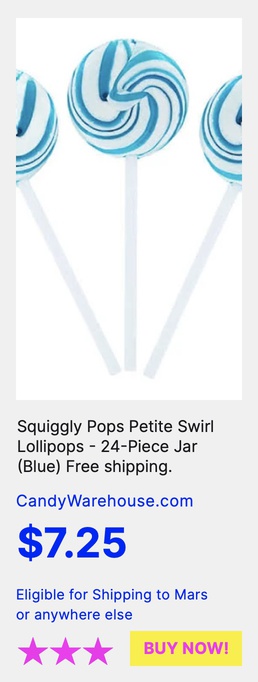 Squiggly Pops Petite Swirl
Lollipops - 24-Piece Jar
(Blue) Free shipping.
CandyWarehouse.com
$7.25
Eligible for Shipping to Mars
or anywhere else
BUY NOW!